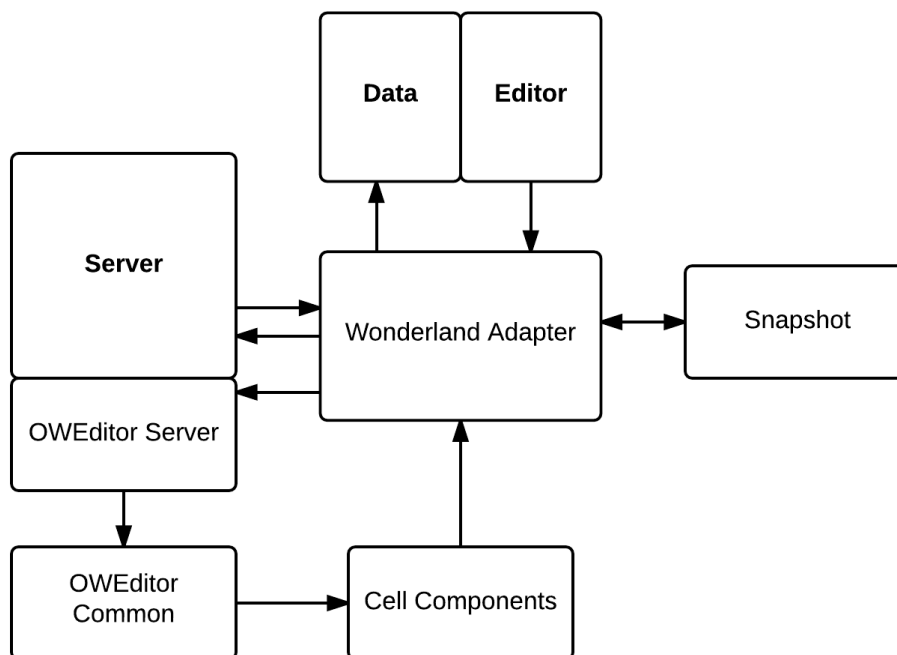 Data
Editor
Server
Wonderland Adapter
Snapshot
OWEditor Server
OWEditor
Common
Cell Components